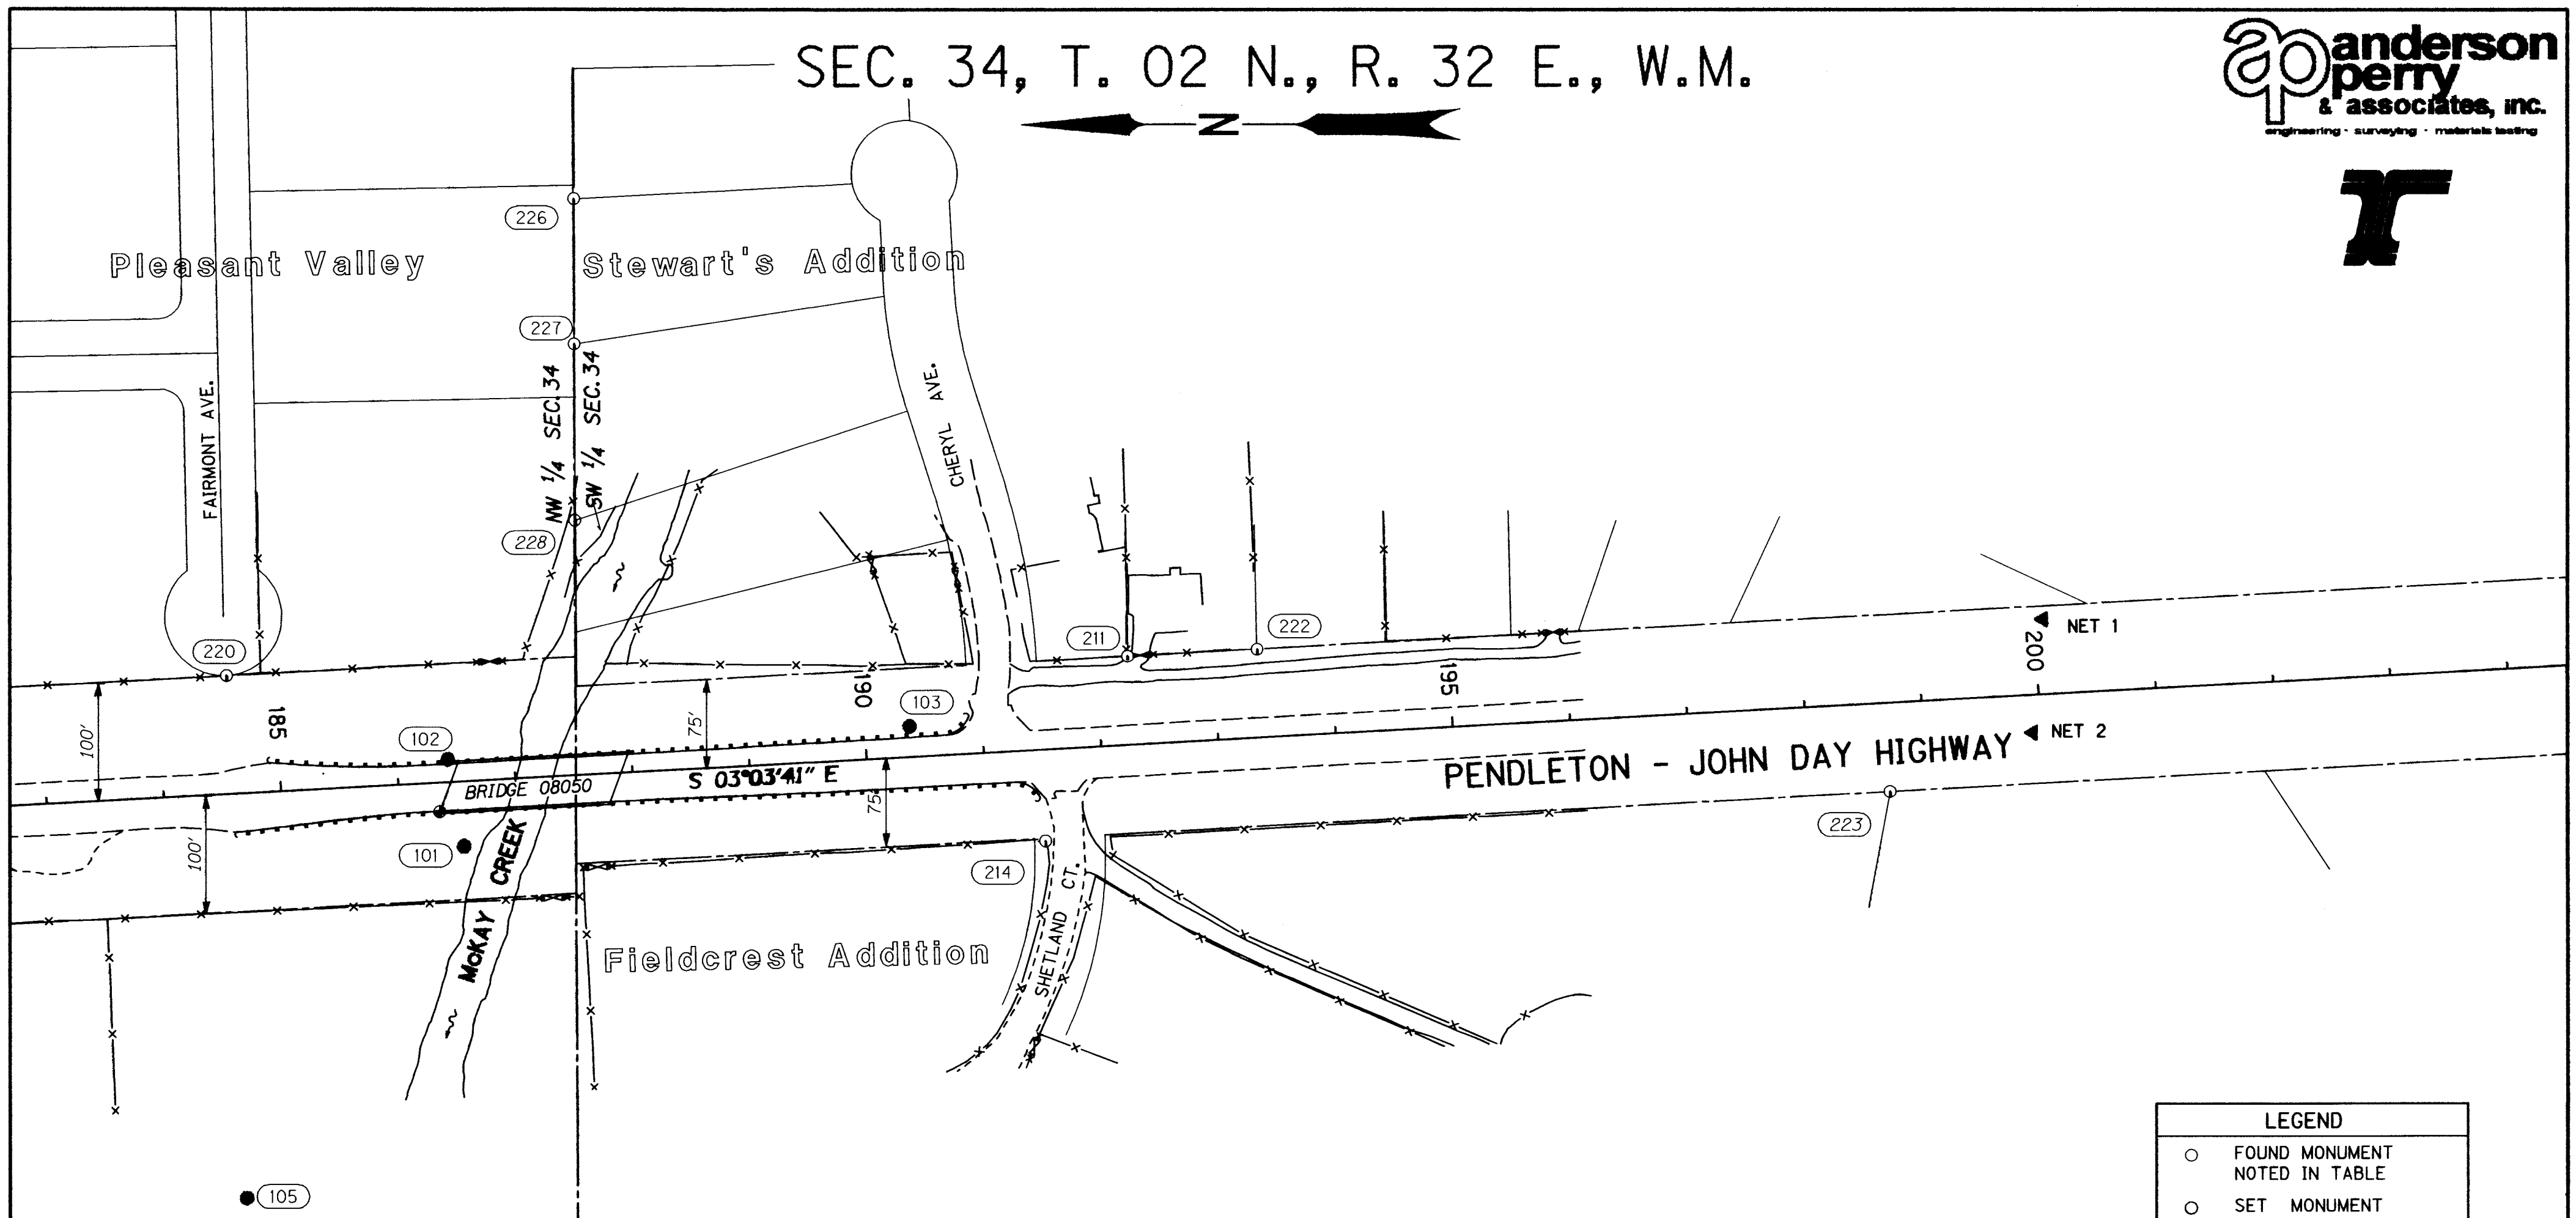 SEC. 34, T. 02 N., R. 32 E., W.M.
N
anderson
perry
& associates, inc.
engineering - surveying - materials testing
226
Pleasant Valley
Stewart's Addition
227
FAIRMONT AVE.
NW 1/4 SEC.34
SW 1/4 SEC.34
CHERYL AVE.
228
220
211
222
NET 1
200
195
190
185
103
102
100'
75'
S 03°03'41" E
BRIDGE 08050
PENDLETON - JOHN DAY HIGHWAY
NET 2
75'
100'
101
McKAY CREEK
214
223
SHETLAND CT.
Fieldcrest Addition
105
LEGEND
FOUND MONUMENT
NOTED IN TABLE
SET MONUMENT